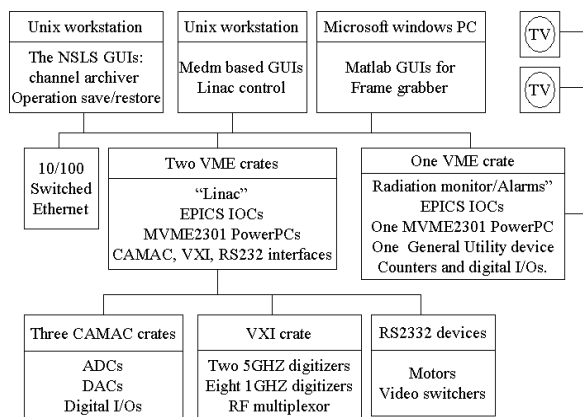 Unix workstation
The NSLS GUIs:
channel archiver
Operation save/restore
Unix workstation
Medm based GUIs
Linac control
Microsoft windows PC
Matlab GUIs for
Frame grabber
TV
TV
10/100
Switched
Ethernet
Two VME crates
“Linac”
EPICS IOCs
MVME2301 PowerPCs
CAMAC, VXI, RS232 interfaces
One VME crate
Radiation monitor/Alarms”
EPICS IOCs
One MVME2301 PowerPC
One General Utility device
Counters and digital I/Os.
Three CAMAC crates
ADCs
DACs
Digital I/Os
VXI crate
Two 5GHZ digitizers
Eight 1GHZ digitizers
RF multiplexor
RS2332 devices
Motors
Video switchers